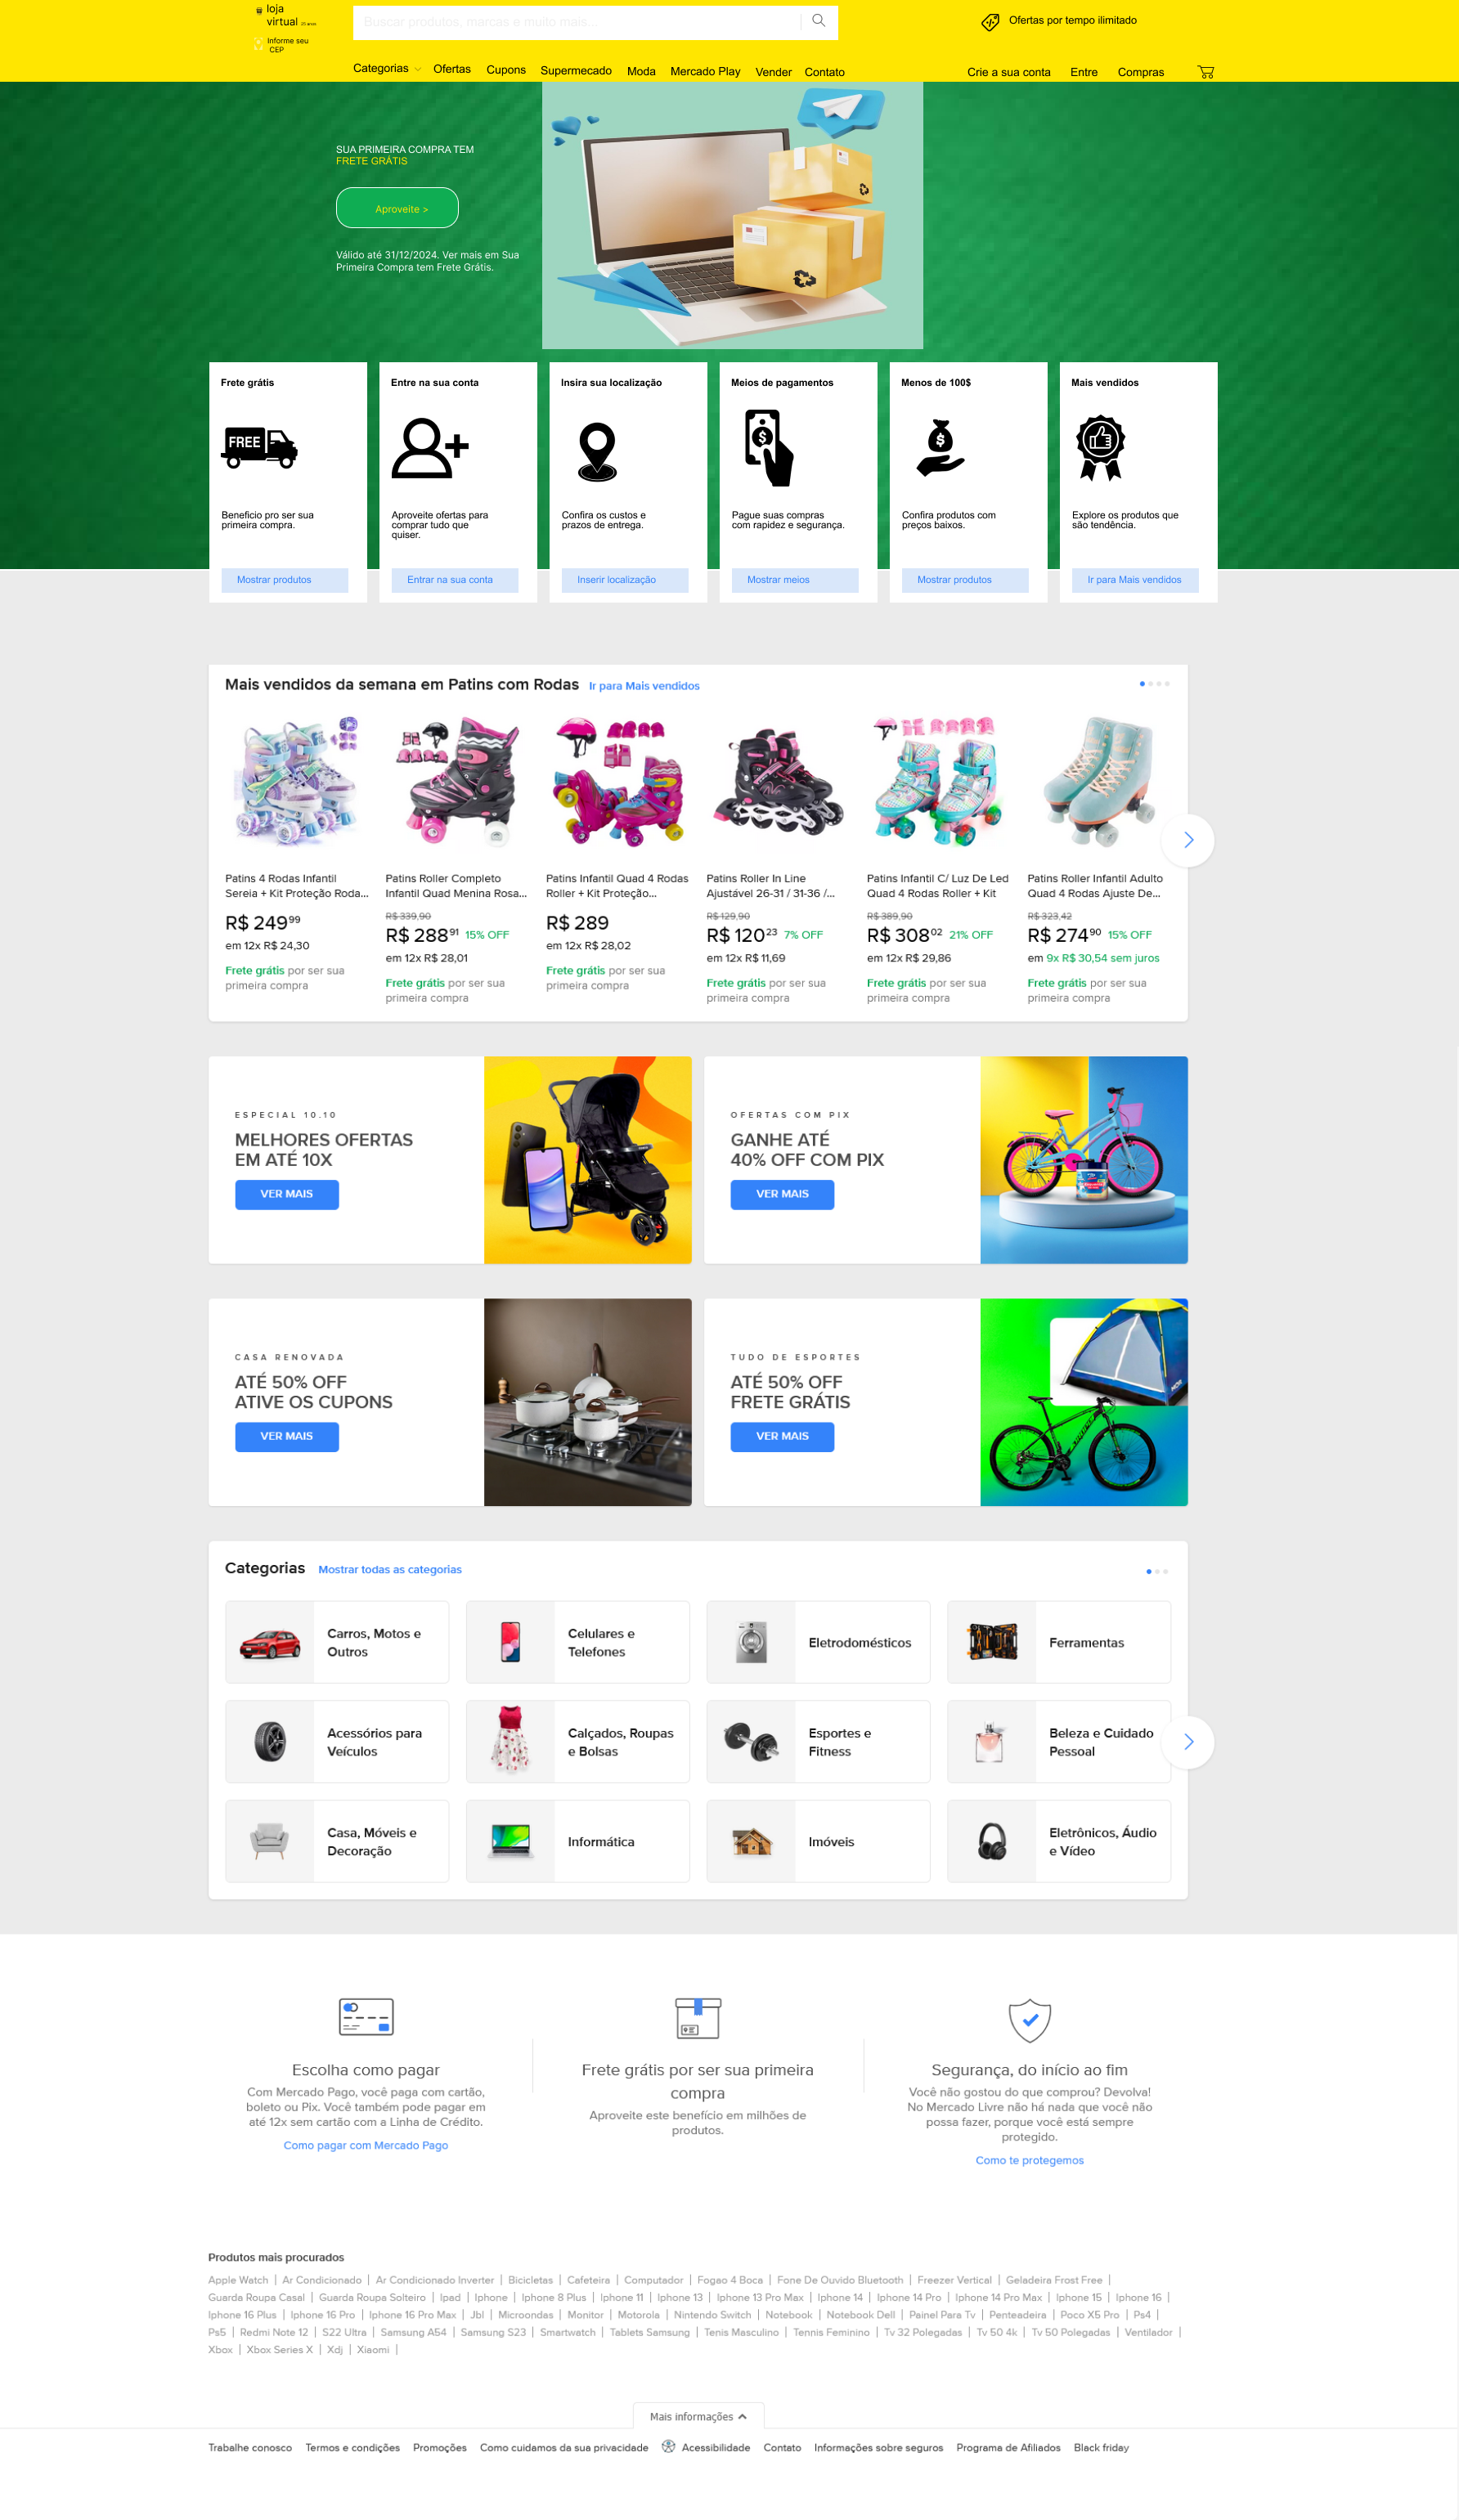 loja
virtual 25 anos
Informe seu
CEP
Buscar produtos, marcas e muito mais...
Ofertas por tempo ilimitado
Categorias
Ofertas
Cupons
Supermecado
Moda
Mercado Play
Vender
Contato
Crie a sua conta
Entre
Compras
SUA PRIMEIRA COMPRA TEM
FRETE GRÁTIS
Aproveite >
Válido até 31/12/2024. Ver mais em Sua
Primeira Compra tem Frete Grátis.
Frete grátis
FREE
Beneficio pro ser sua
primeira compra.
Mostrar produtos
Entre na sua conta
Aproveite ofertas para
comprar tudo que
quiser.
Entrar na sua conta
Insira sua localização
Confira os custos e
prazos de entrega.
Inserir localização
Meios de pagamentos
Pague suas compras
com rapidez e segurança.
Mostrar meios
Menos de 100$
Confira produtos com
preços baixos.
Mostrar produtos
Mais vendidos
Explore os produtos que
são tendência.
Ir para Mais vendidos
Mais vendidos da semana em Patins com Rodas Ir para Mais vendidos
Patins 4 Rodas Infantil
Sereia + Kit Proteção Roda...
R$ 249 99
em 12x R$ 24,30
Frete grátis por ser sua
primeira compra
Patins Roller Completo
Infantil Quad Menina Rosa...
R$ 339,90
R$ 288 91 15% OFF
em 12x R$ 28,01
Frete grátis por ser sua
primeira compra
Patins Infantil Quad 4 Rodas
Roller + Kit Proteção...
R$ 289
em 12x R$ 28,02
Frete grátis por ser sua
primeira compra
Patins Roller In Line
Ajustável 26-31 / 31-36 /...
R$ 129,90
R$ 120 23 7% OFF
em 12x R$ 11,69
Frete grátis por ser sua
primeira compra
Patins Infantil C/ Luz De Led
Quad 4 Rodas Roller + Kit
R$ 389,90
R$ 308 02 21% OFF
em 12x R$ 29,86
Frete grátis por ser sua
primeira compra
Patins Roller Infantil Adulto
Quad 4 Rodas Ajuste De...
R$ 323,42
R$ 274 90 15% OFF
em 9x R$ 30,54 sem juros
Frete grátis por ser sua
primeira compra
ESPECIAL 10.10
MELHORES OFERTAS
EM ATÉ 10X
VER MAIS
OFERTAS COM PIX
GANHE ATÉ
40% OFF COM PIX
VER MAIS
CASA RENOVADA
ATÉ 50% OFF
ATIVE OS CUPONS
VER MAIS
TUDO DE ESPORTES
ATÉ 50% OFF
FRETE GRÁTIS
VER MAIS
Categorias Mostrar todas as categorias
Carros, Motos e
Outros
Celulares e
Telefones
Eletrodomésticos
Ferramentas
Acessórios para
Veículos
Calçados, Roupas
e Bolsas
Esportes e
Fitness
Beleza e Cuidado
Pessoal
Casa, Móveis e
Decoração
Informática
Imóveis
Eletrônicos, Áudio
e Vídeo
Escolha como pagar
Com Mercado Pago, você paga com cartão,
boleto ou Pix. Você também pode pagar em
até 12x sem cartão com a Linha de Crédito.
Como pagar com Mercado Pago
Frete grátis por ser sua primeira
compra
Aproveite este benefício em milhões de
produtos.
Segurança, do início ao fim
Você não gostou do que comprou? Devolva!
No Mercado Livre não há nada que você não
possa fazer, porque você está sempre
protegido.
Como te protegemos
Produtos mais procurados
Apple Watch | Ar Condicionado | Ar Condicionado Inverter | Bicicletas | Cafeteira | Computador | Fogao 4 Boca | Fone De Ouvido Bluetooth | Freezer Vertical | Geladeira Frost Free |
Guarda Roupa Casal | Guarda Roupa Solteiro | Ipad | Iphone | Iphone 8 Plus | Iphone 11 | Iphone 13 | Iphone 13 Pro Max | Iphone 14 | Iphone 14 Pro | Iphone 14 Pro Max | Iphone 15 | Iphone 16 |
Iphone 16 Plus | Iphone 16 Pro | Iphone 16 Pro Max | Jbl | Microondas | Monitor | Motorola | Nintendo Switch | Notebook | Notebook Dell | Painel Para Tv | Penteadeira | Poco X5 Pro | Ps4 |
Ps5 | Redmi Note 12 | S22 Ultra | Samsung A54 | Samsung S23 | Smartwatch | Tablets Samsung | Tenis Masculino | Tennis Feminino | Tv 32 Polegadas | Tv 50 4k | Tv 50 Polegadas | Ventilador |
Xbox | Xbox Series X | Xdj | Xiaomi |
Mais informações
Trabalhe conosco Termos e condições Promoções Como cuidamos da sua privacidade Acessibilidade Contato Informações sobre seguros Programa de Afiliados Black friday